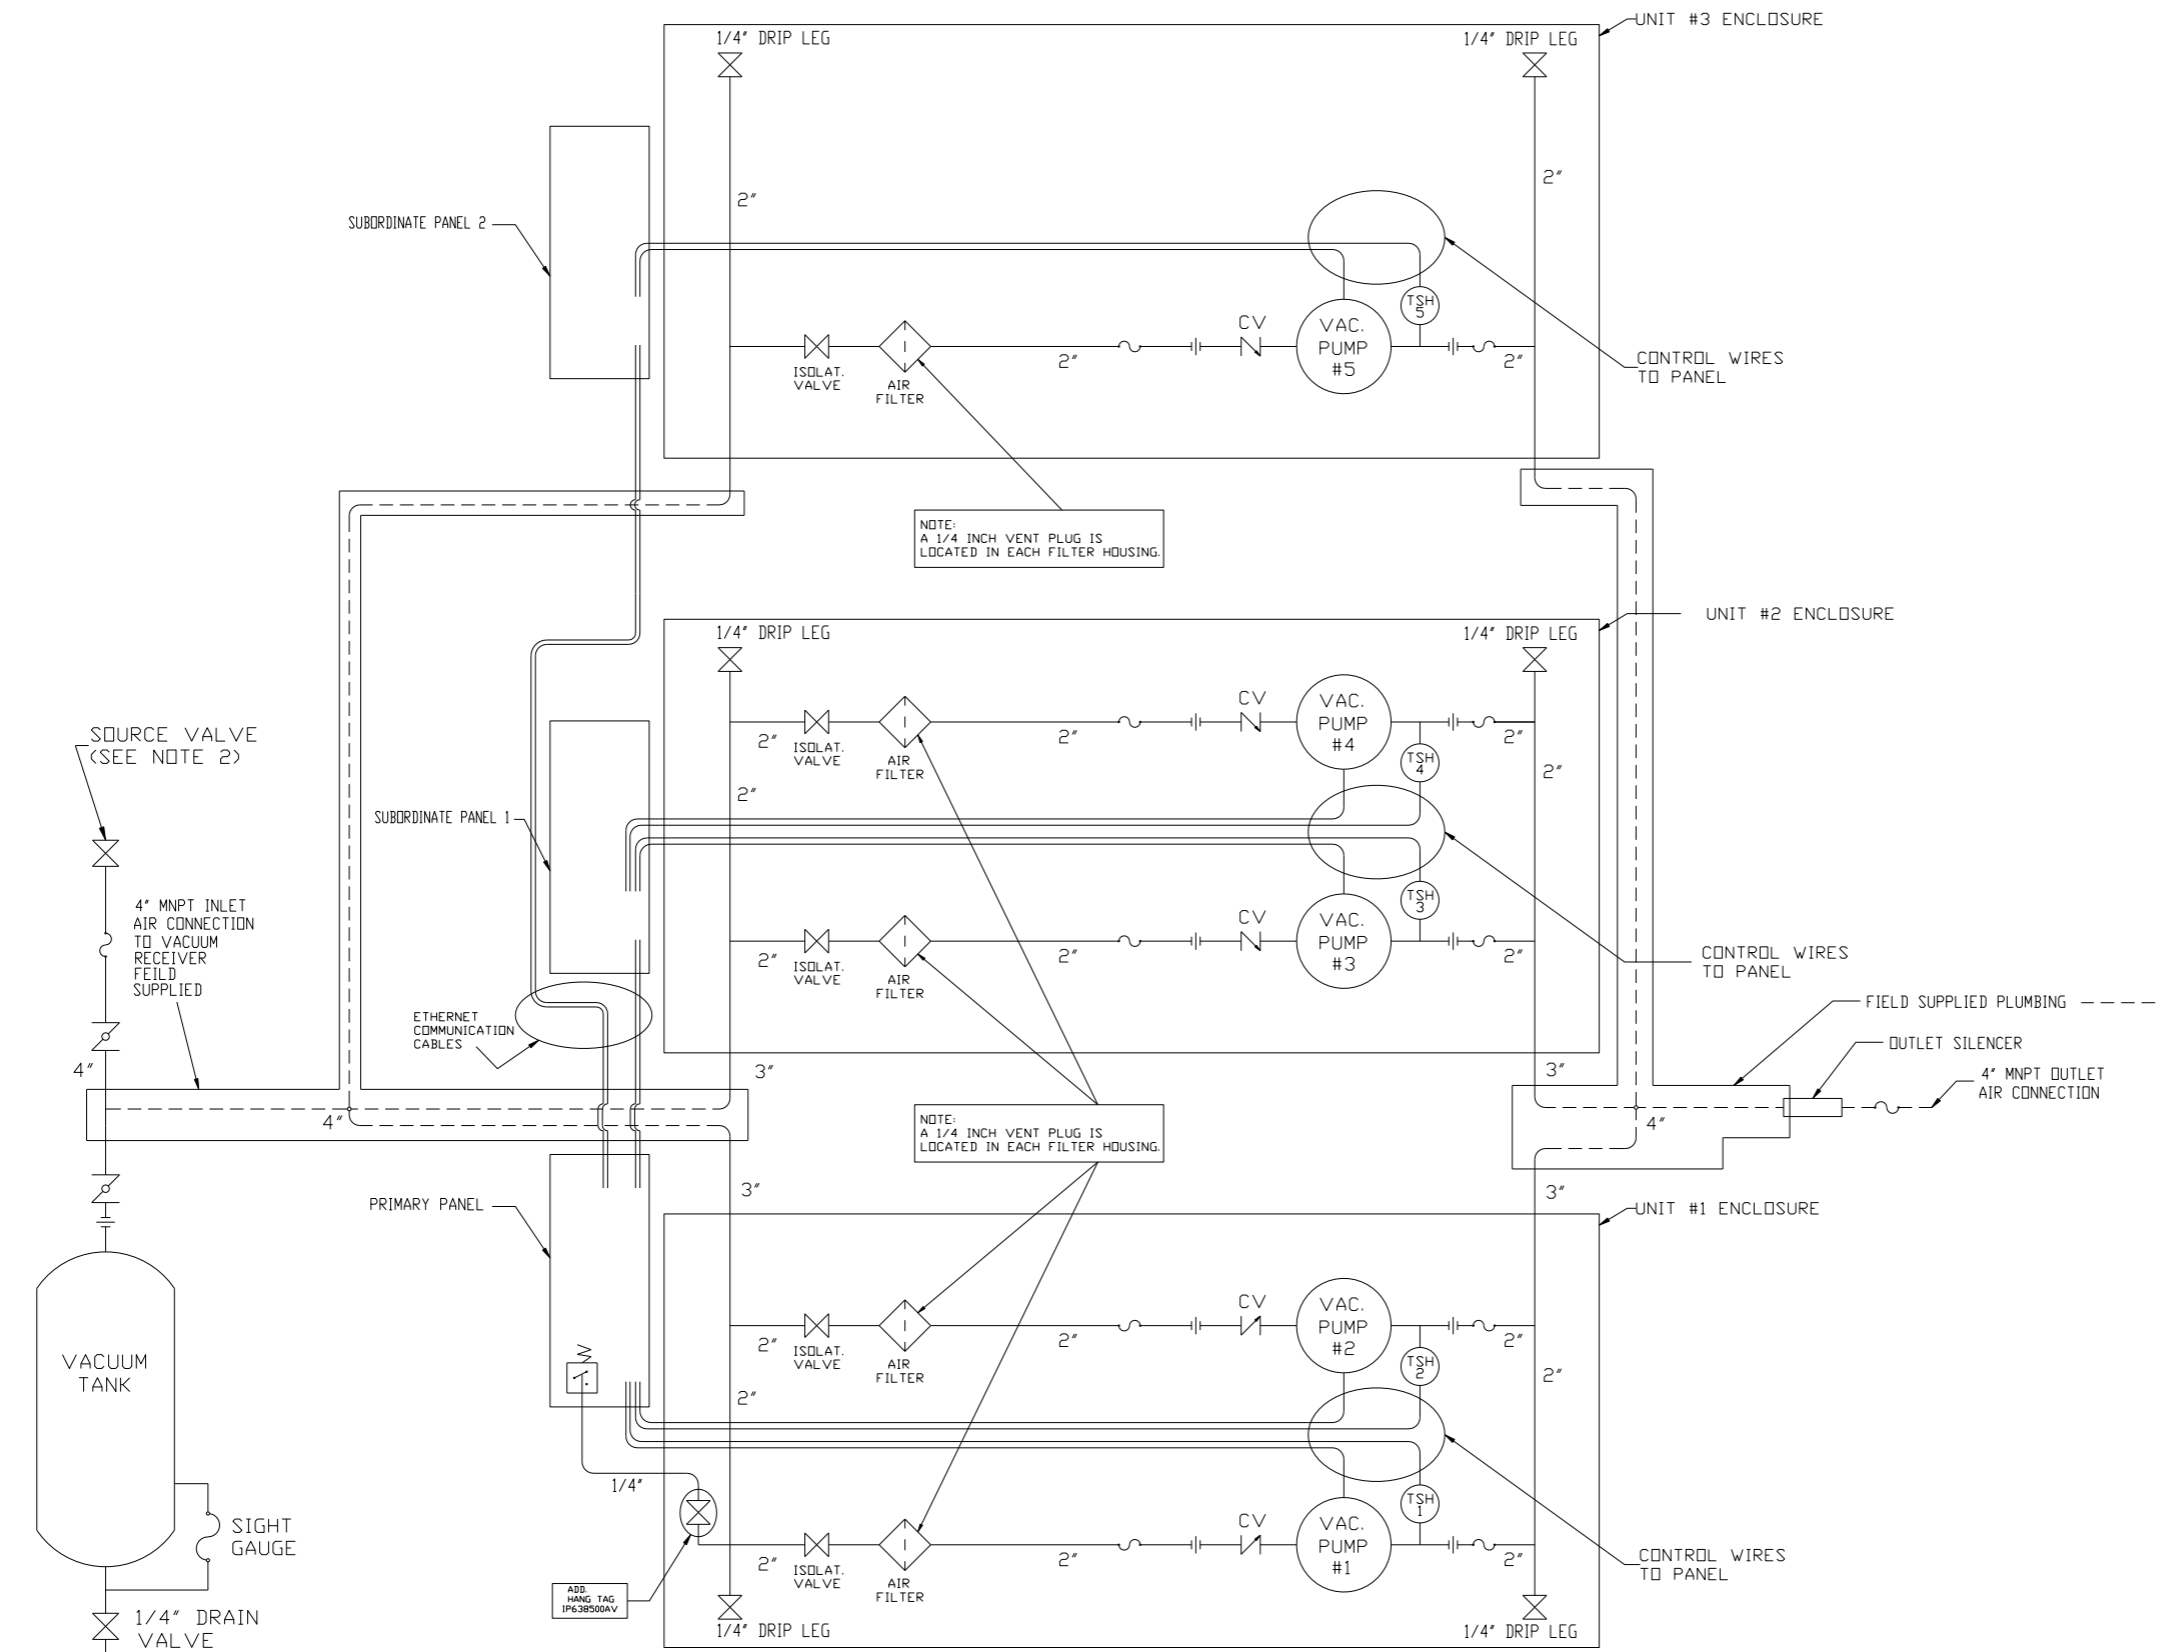 UNIT #3 ENCLOSURE
1/4" DRIP LEG
1/4" DRIP LEG
2"
2"
SUBORDINATE PANEL 2
TSH
5
CV
VAC.
PUMP
#5
2"
2"
ISOLAT.
VALVE
AIR
FILTER
CONTROL WIRES
TO PANEL
NOTE:
A 1/4 INCH VENT PLUG IS
LOCATED IN EACH FILTER HOUSING.
UNIT #2 ENCLOSURE
1/4" DRIP LEG
1/4" DRIP LEG
CV
VAC.
PUMP
#4
2"
2"
2"
ISOLAT.
VALVE
AIR
FILTER
TSH
4
2"
2"
SOURCE VALVE
(SEE NOTE 2)
SUBORDINATE PANEL 1
TSH
3
CV
VAC.
PUMP
#3
2"
2"
2"
ISOLAT.
VALVE
AIR
FILTER
CONTROL WIRES
TO PANEL
4" MNPT INLET
AIR CONNECTION
TO VACUUM
RECEIVER
FEILD
SUPPLIED
ETHERNET
COMMUNICATION
CABLES
FIELD SUPPLIED PLUMBING
OUTLET SILENCER
4" MNPT OUTLET
AIR CONNECTION
4"
3"
3"
4"
4"
NOTE:
A 1/4 INCH VENT PLUG IS
LOCATED IN EACH FILTER HOUSING.
3"
3"
PRIMARY PANEL
UNIT #1 ENCLOSURE
CV
VAC.
PUMP
#2
2"
2"
2"
ISOLAT.
VALVE
AIR
FILTER
TSH
2
2"
2"
VACUUM
TANK
1/4"
TSH
1
CV
VAC.
PUMP
#1
2"
2"
2"
ISOLAT.
VALVE
AIR
FILTER
SIGHT
GAUGE
CONTROL WIRES
TO PANEL
ADD.
HANG TAG
IP638500AV
1/4" DRAIN
VALVE
1/4" DRIP LEG
1/4" DRIP LEG